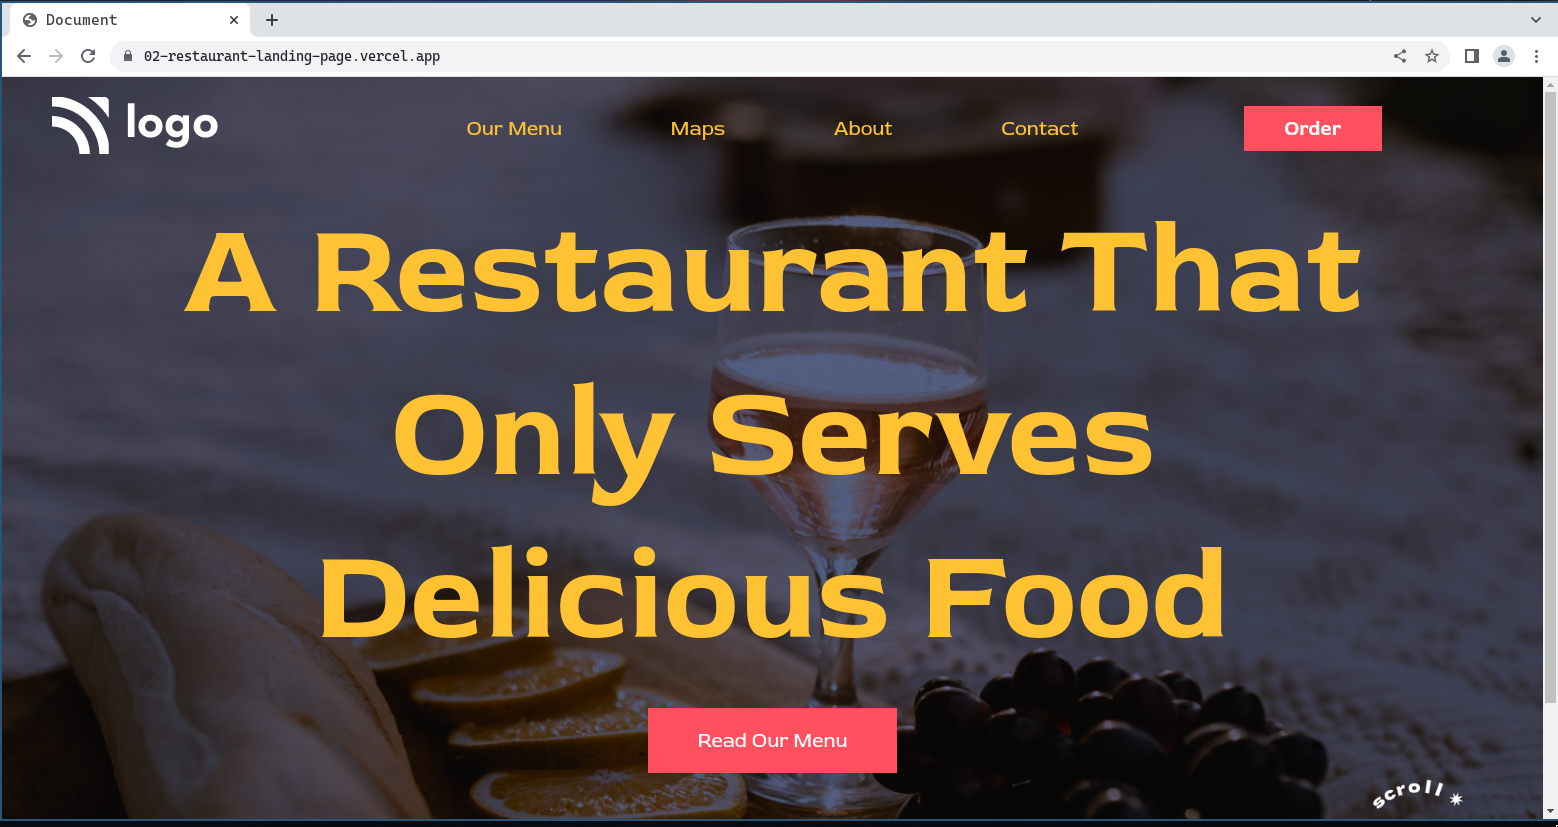 Document
02-restaurant-landing-page.vercel.app
logo
Our Menu
Maps
About
Contact
Order
A Restaurant That
Only Serves
Delicious Food
Read Our Menu
scroll